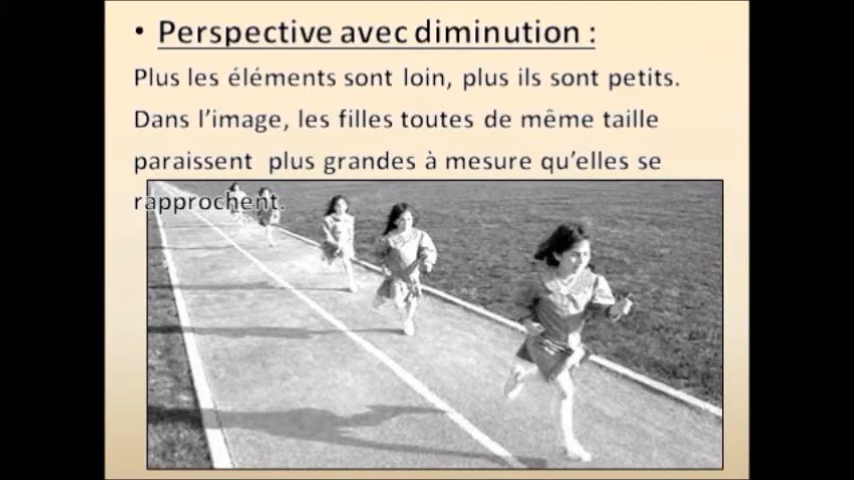 • Perspective avec diminution :
Plus les éléments sont loin, plus ils sont petits.
Dans l’image, les filles toutes de même taille
paraissent plus grandes à mesure qu’elles se
rapprochent.